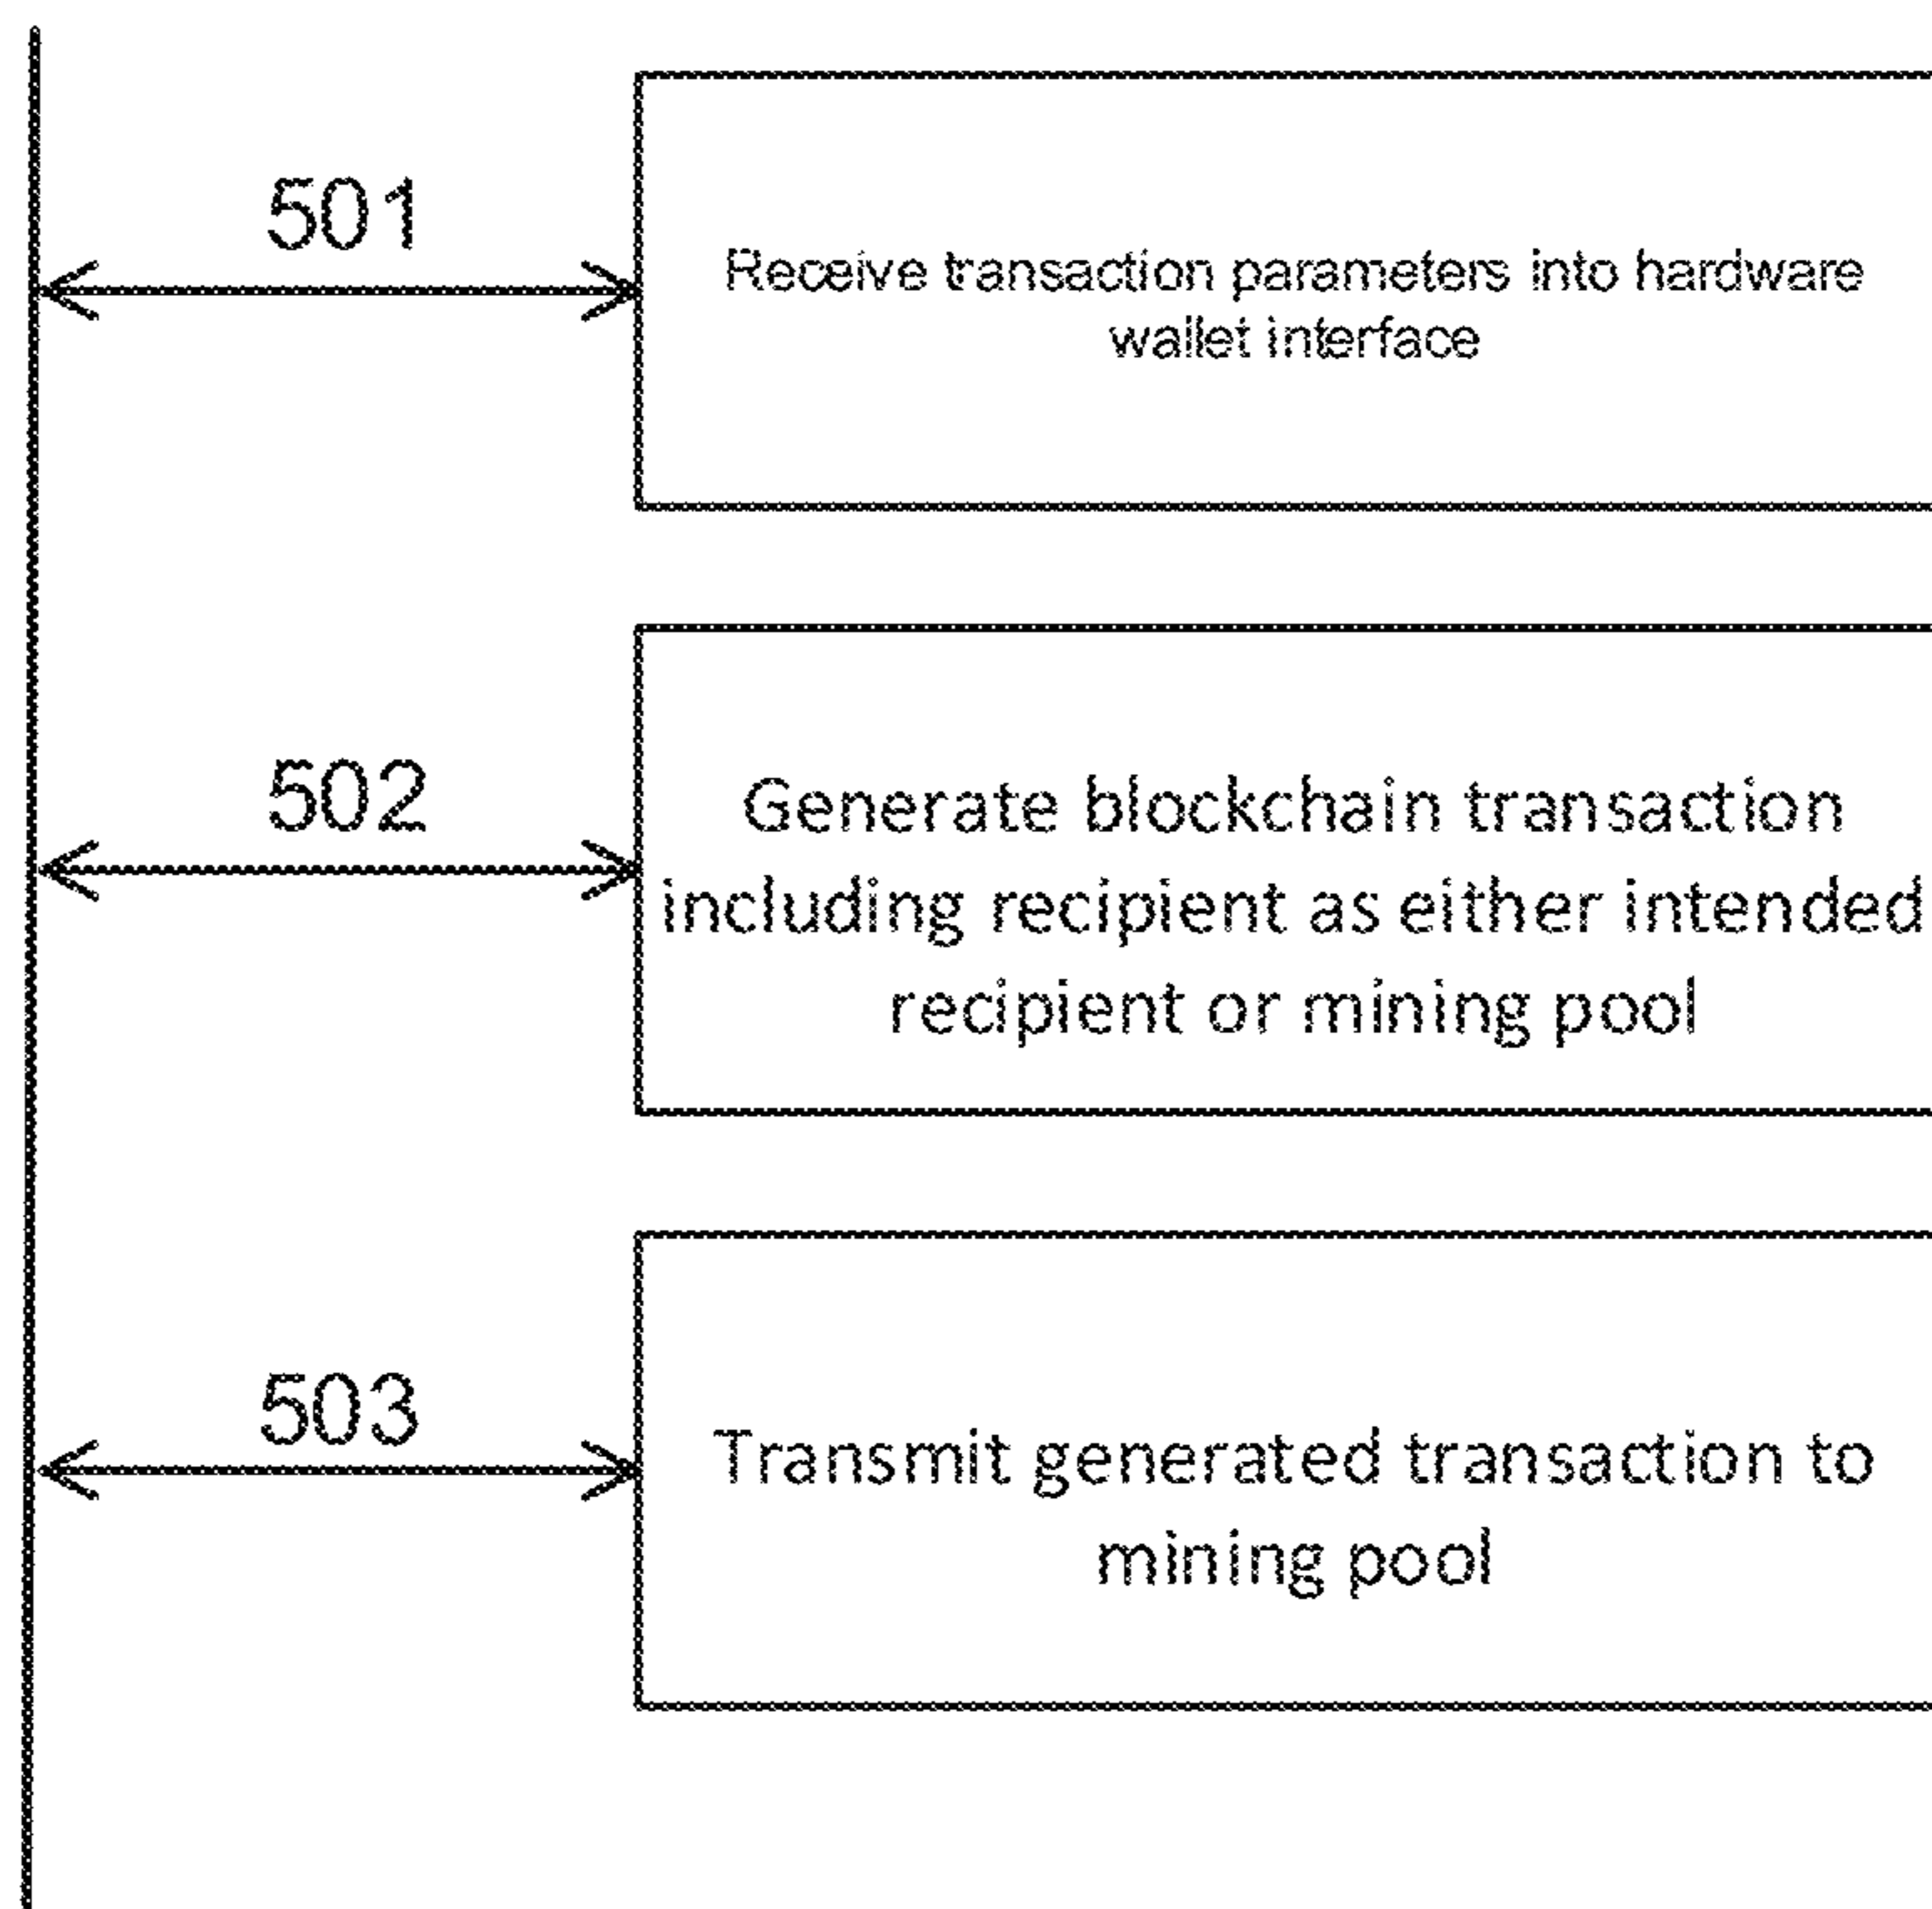 501
Receive transaction parameters into hardware
wallet interface
502
Generate blockchain transaction
including recipient as either intended
recipient or mining pool
503
Transmit generated transaction to
mining pool